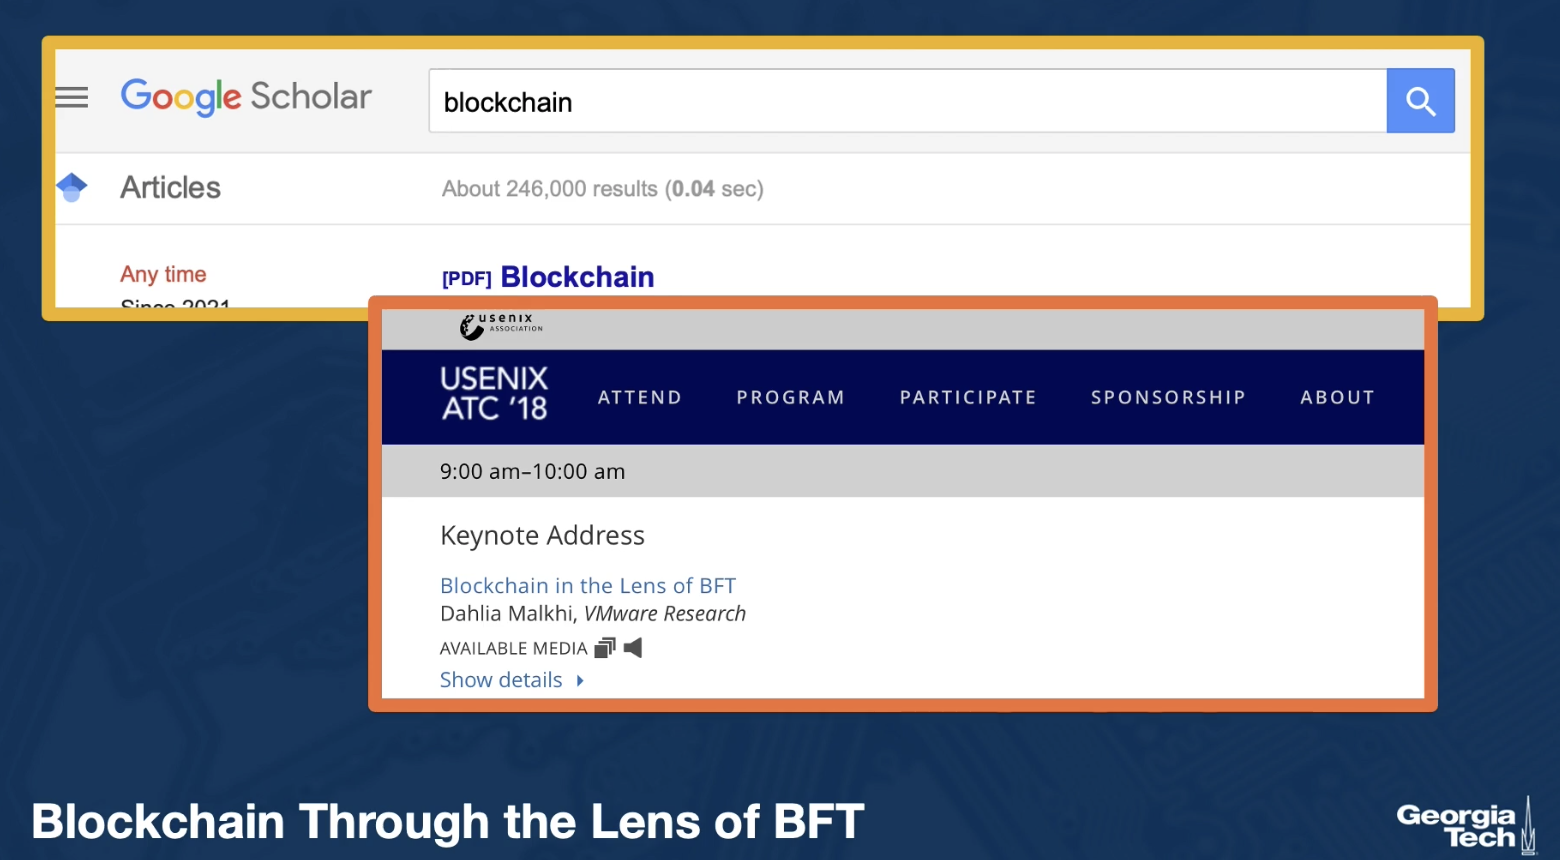 Google Scholar
blockchain
Articles
About 246,000 results (0.04 sec)
Any time
[PDF] Blockchain
Since 2021
usenix
ASSOCIATION
USENIX
ATC '18
ATTEND
PROGRAM
PARTICIPATE
SPONSORSHIP
ABOUT
9:00 am–10:00 am
Keynote Address
Blockchain in the Lens of BFT
Dahlia Malkhi, VMware Research
AVAILABLE MEDIA
Show details
Blockchain Through the Lens of BFT
Georgia
Tech